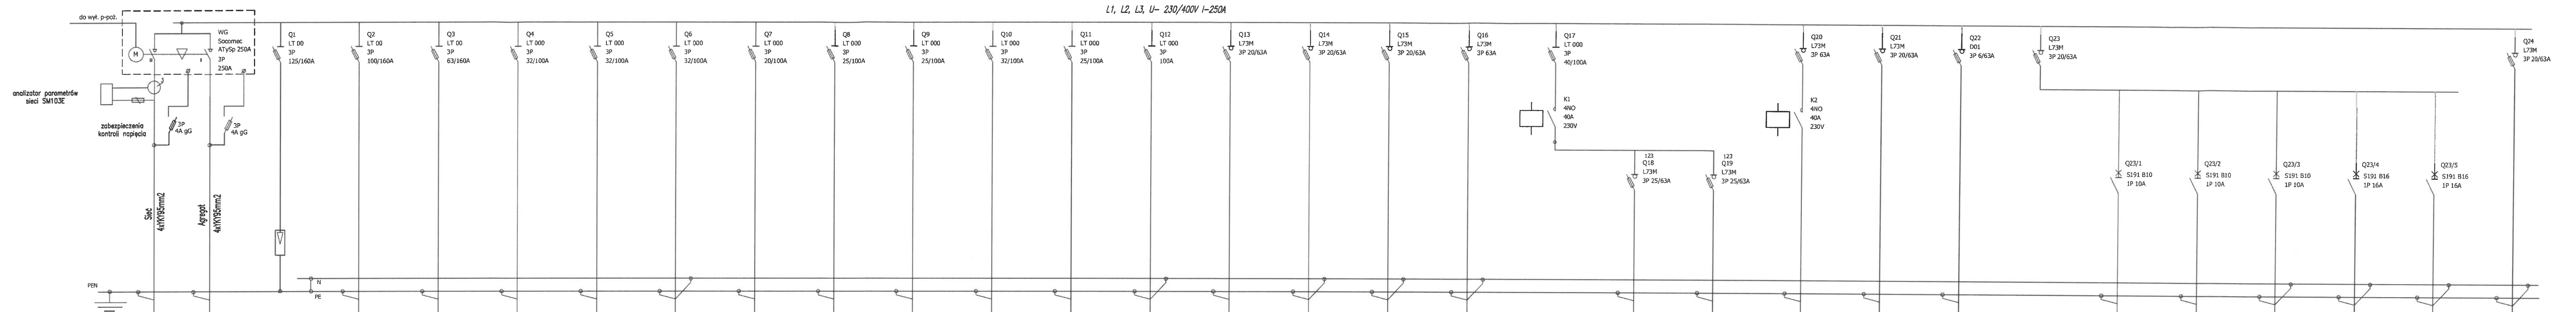 L1, L2, L3, U- 230/400V I-250A
do wył. p-poż.
WG
Socomec
ATySp 250A
3P
250A
M
II
I
3
analizator parametrów
sieci SM103E
zabezpieczenia
kontroli napięcia
3P
4A gG
3P
4A gG
Sieć
4xYKY95mm2
Agregat
4xYKY95mm2
Q1
LT 00
3P
125/160A
Q2
LT 00
3P
100/160A
Q3
LT 00
3P
63/160A
Q4
LT 000
3P
32/100A
Q5
LT 000
3P
32/100A
Q6
LT 000
3P
32/100A
Q7
LT 000
3P
20/100A
Q8
LT 000
3P
25/100A
Q9
LT 000
3P
25/100A
Q10
LT 000
3P
32/100A
Q11
LT 000
3P
25/100A
Q12
LT 000
3P
100A
Q13
L73M
3P 20/63A
Q14
L73M
3P 20/63A
Q15
L73M
3P 20/63A
Q16
L73M
3P 63A
Q17
LT 000
3P
40/100A
K1
4NO
40A
230V
123
Q18
L73M
3P 25/63A
123
Q19
L73M
3P 25/63A
Q20
L73M
3P 63A
K2
4NO
40A
230V
Q21
L73M
3P 20/63A
Q22
D01
3P 6/63A
Q23
L73M
3P 20/63A
Q23/1
S191 B10
1P 10A
Q23/2
S191 B10
1P 10A
Q23/3
S191 B10
1P 10A
Q23/4
S191 B16
1P 16A
Q23/5
S191 B16
1P 16A
Q24
L73M
3P 20/63A
PEN
N
PE